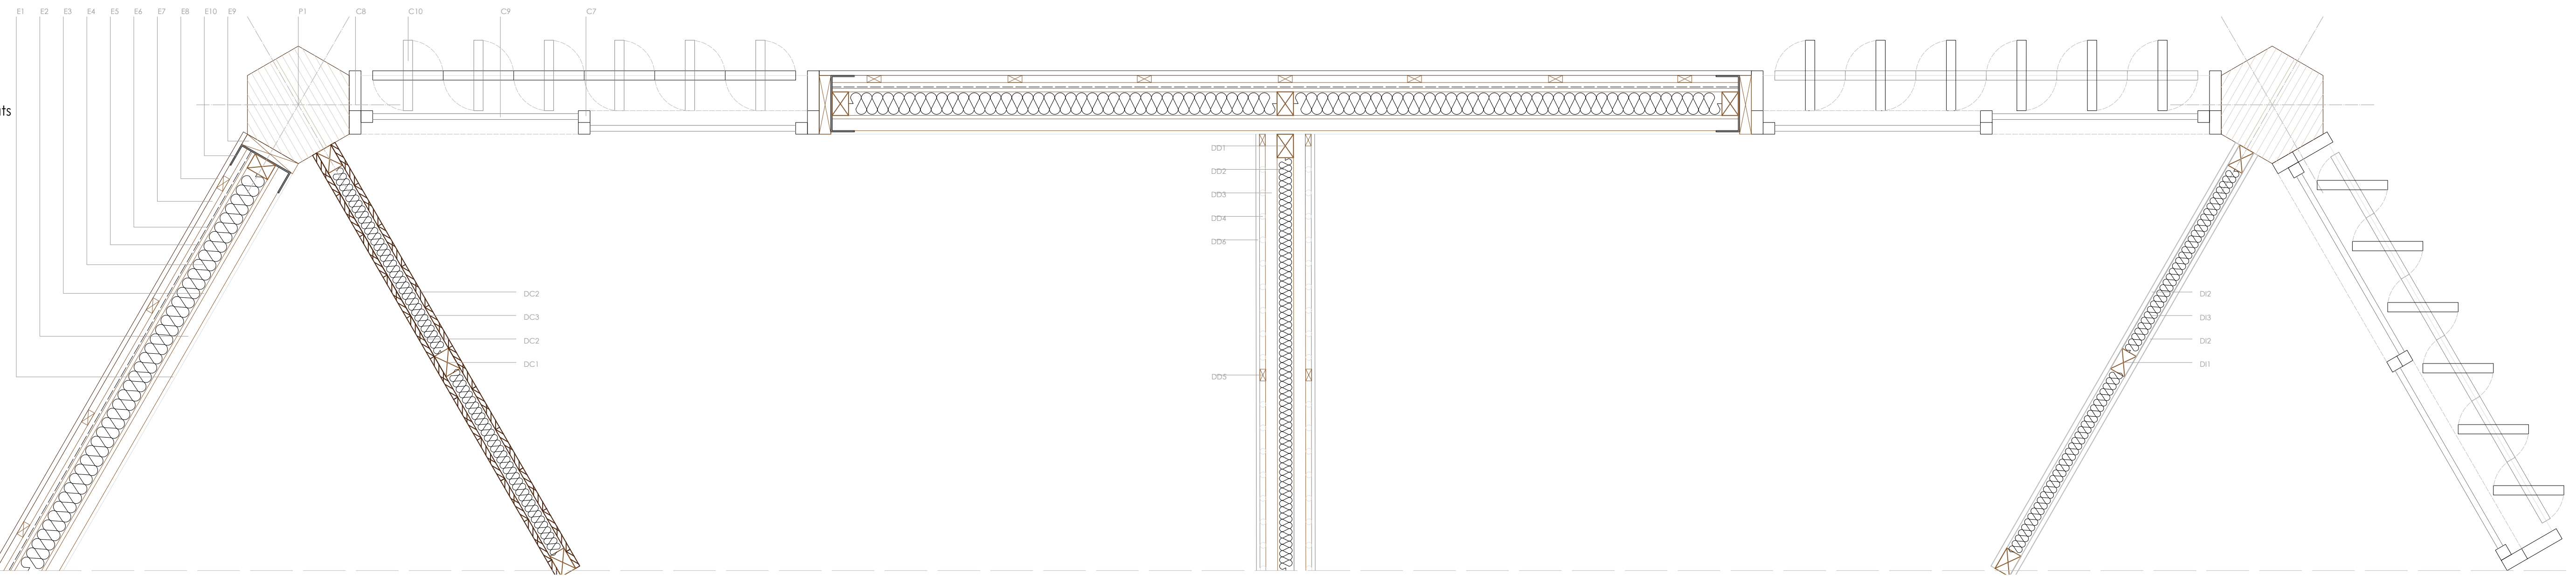 E1 E2 E3 E4 E5 E6 E7 E8 E10 E9 P1 C8 C10 C9 C7
ts
DD1
DD2
DD3
DD4
DD6
DC2
DC3
DC2
DC1
DD5
DI2
DI3
DI2
DI1